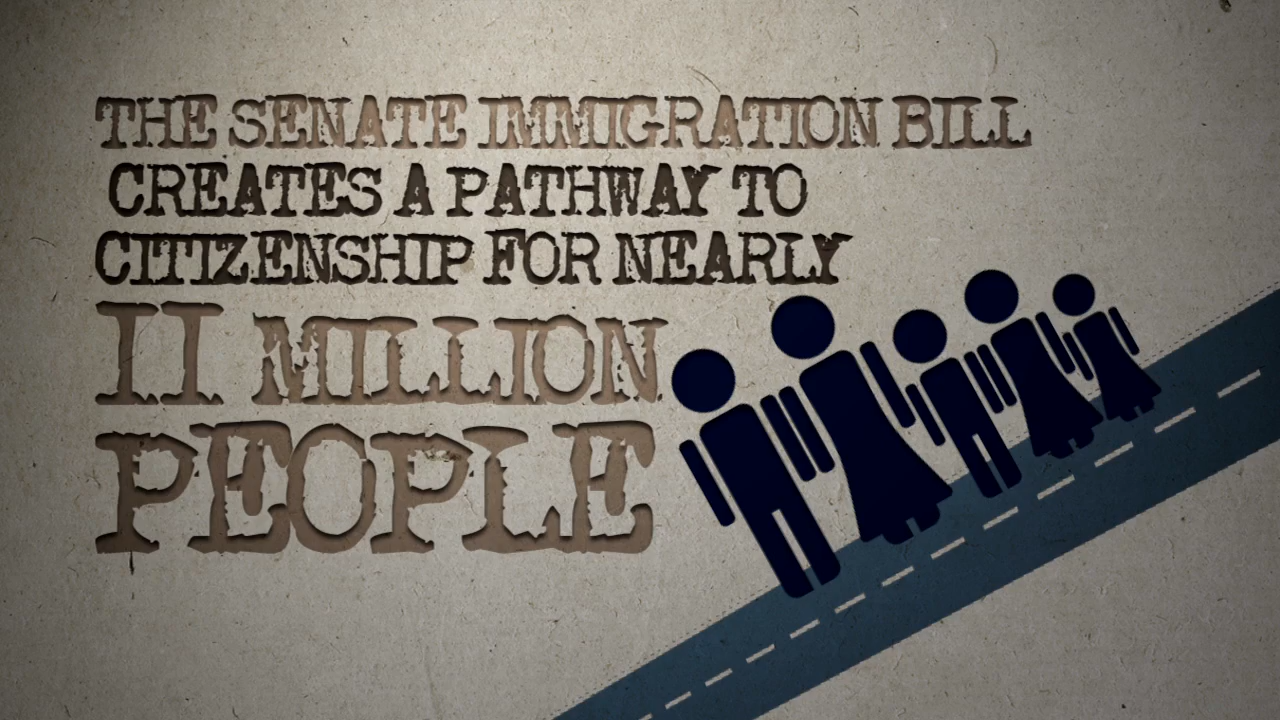 THE SENATE IMMIGRATION BILL
CREATES A PATHWAY TO
CITIZENSHIP FOR NEARLY
11 MILLION
PEOPLE